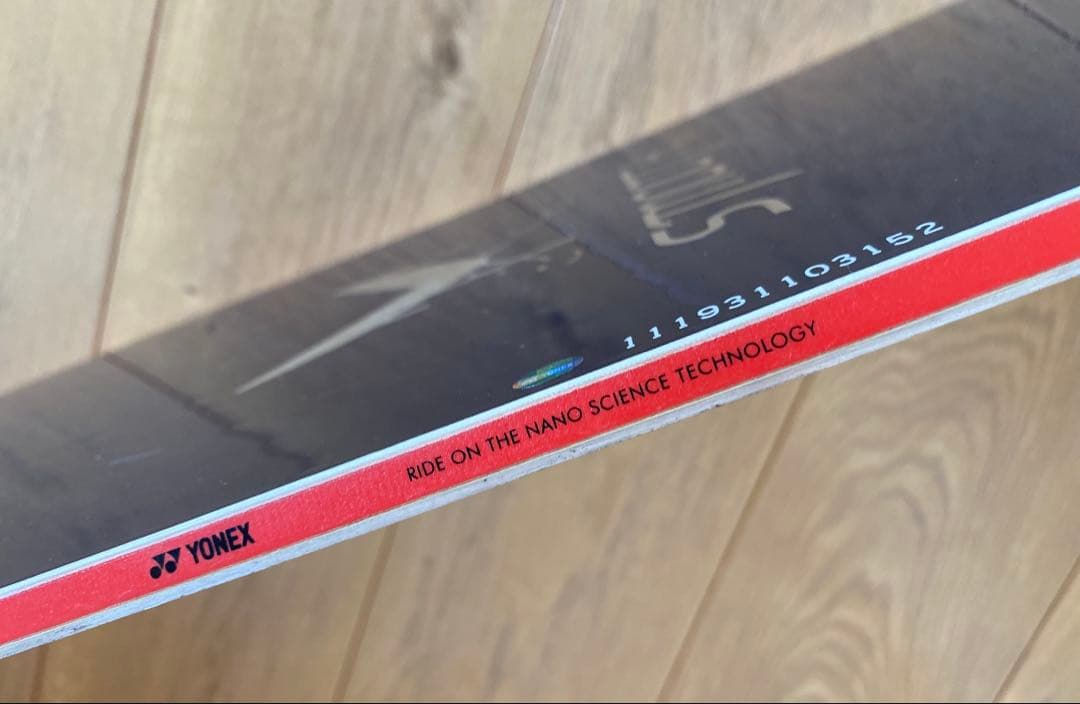 111931103152
RIDE ON THE NANO SCIENCE TECHNOLOGY
YONEX